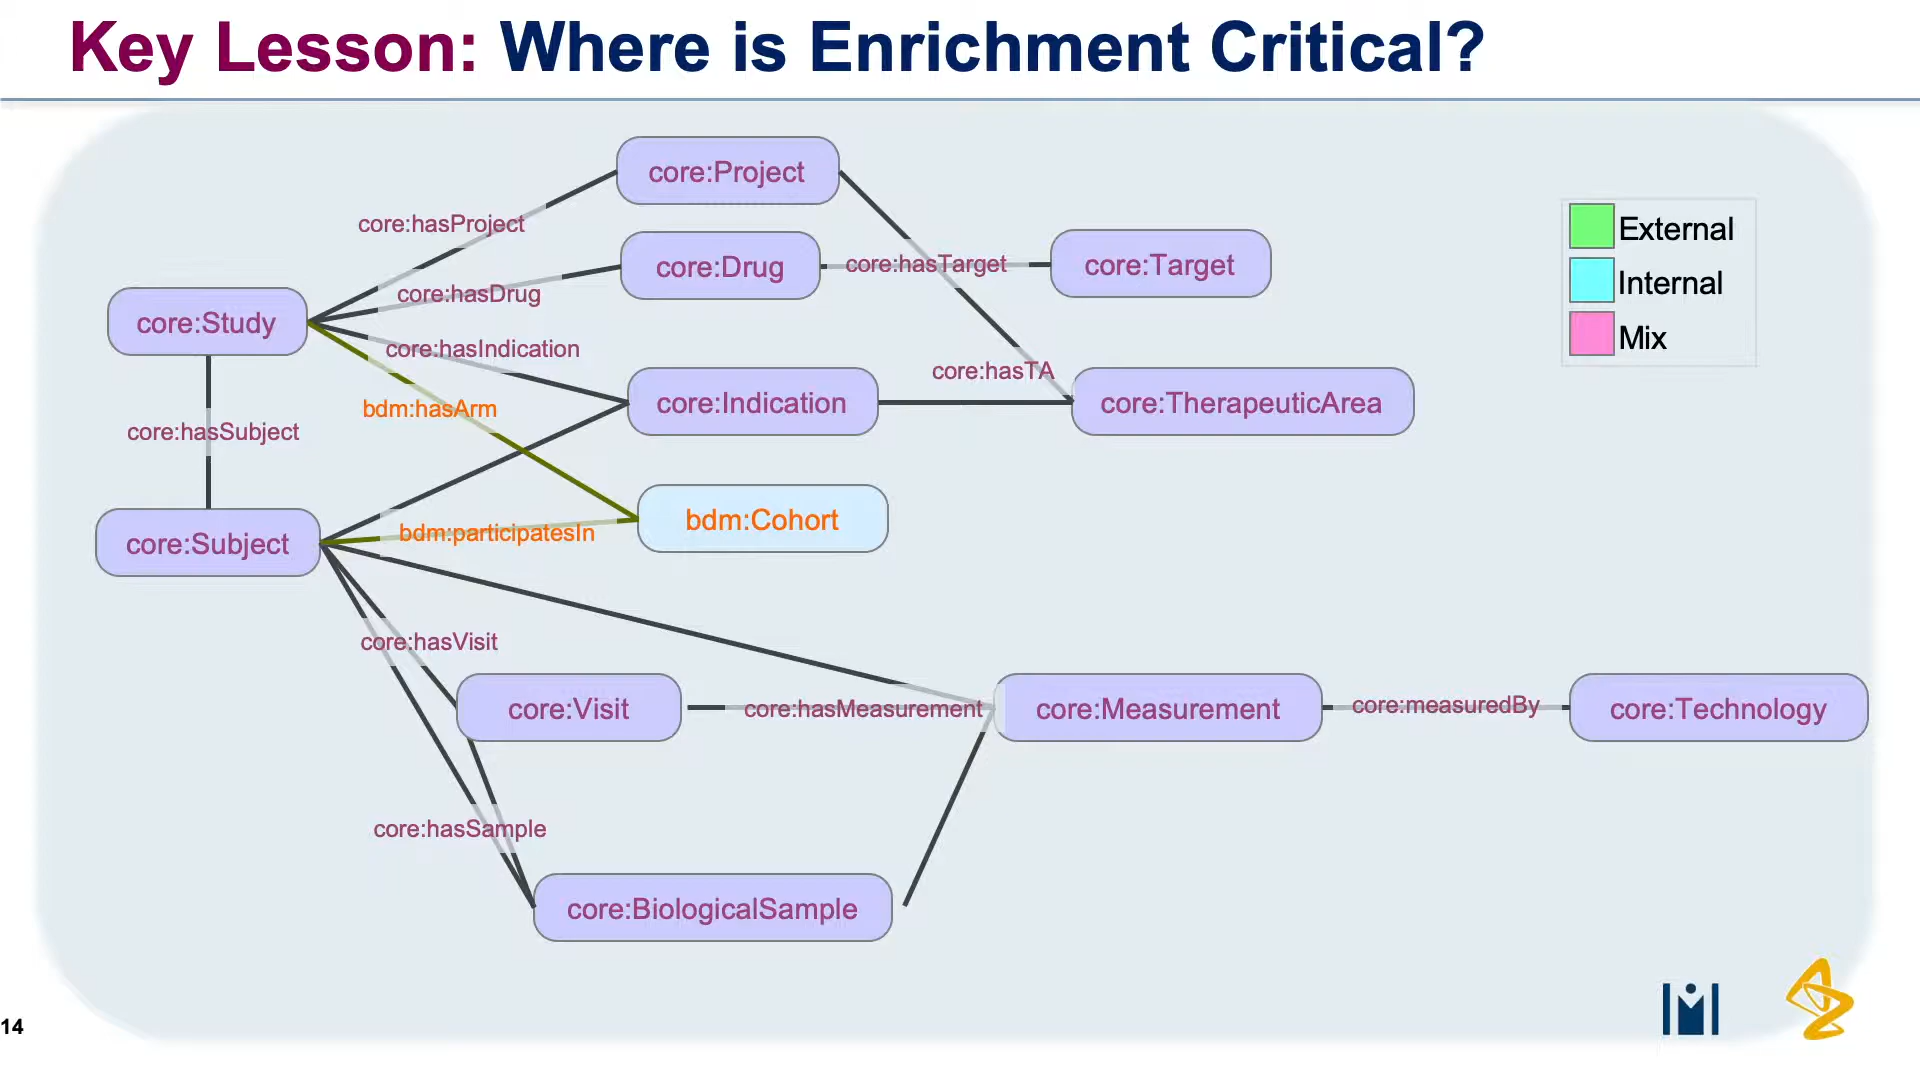 Key Lesson: Where is Enrichment Critical?
core:Project
core:hasProject
External
core:Drug
core:hasTarget
core:Target
Internal
core:hasDrug
core:Study
Mix
core:hasIndication
core:hasTA
core:Indication
core:TherapeuticArea
bdm:hasArm
core:hasSubject
bdm:Cohort
bdm:participatesIn
core:Subject
core:hasVisit
core:Visit
core:hasMeasurement
core:Measurement
core:measuredBy
core:Technology
core:hasSample
core:BiologicalSample
14